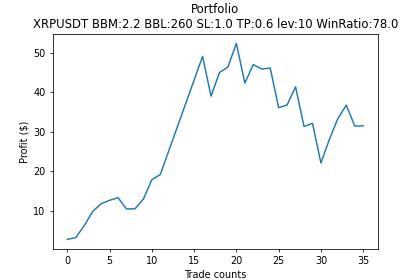 Portfolio
XRPUSDT BBM:2.2 BBL:260 SL:1.0 TP:0.6 lev:10 WinRatio:78.0
50
40
30
20
10
Profit ($)
0 5 10 15 20 25 30 35
Trade counts